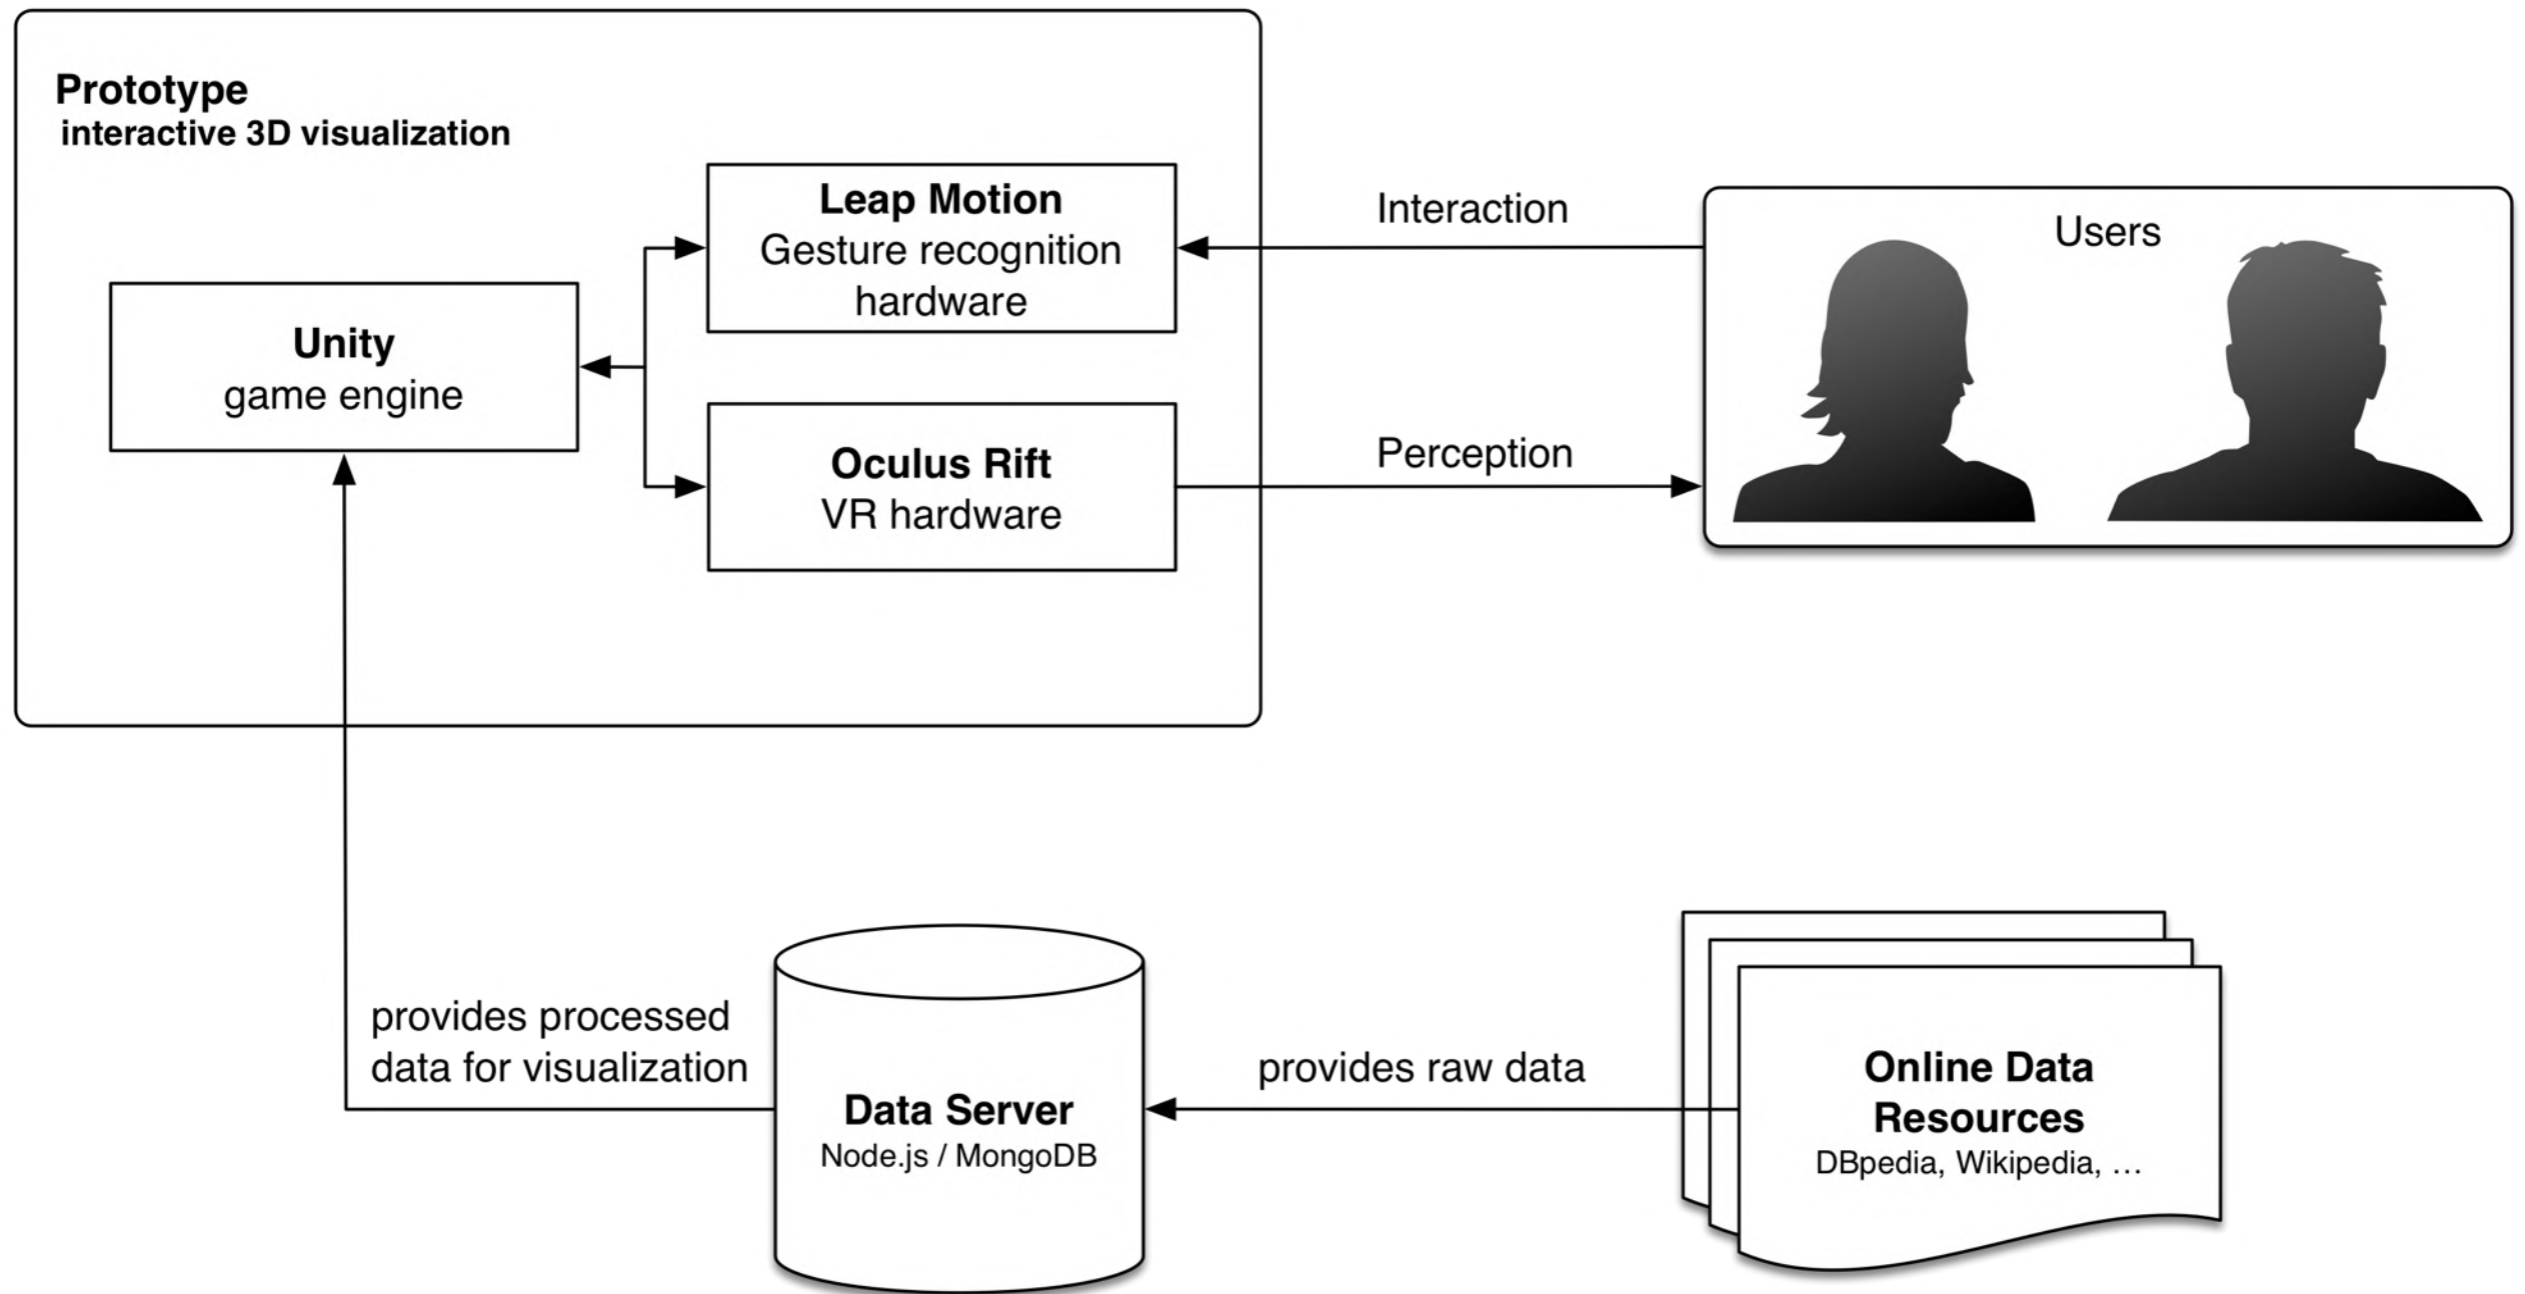 Prototype
interactive 3D visualization
Leap Motion
Gesture recognition
hardware
Unity
game engine
Oculus Rift
VR hardware
Interaction
Perception
Users
provides processed
data for visualization
Data Server
Node.js / MongoDB
provides raw data
Online Data
Resources
DBpedia, Wikipedia, …